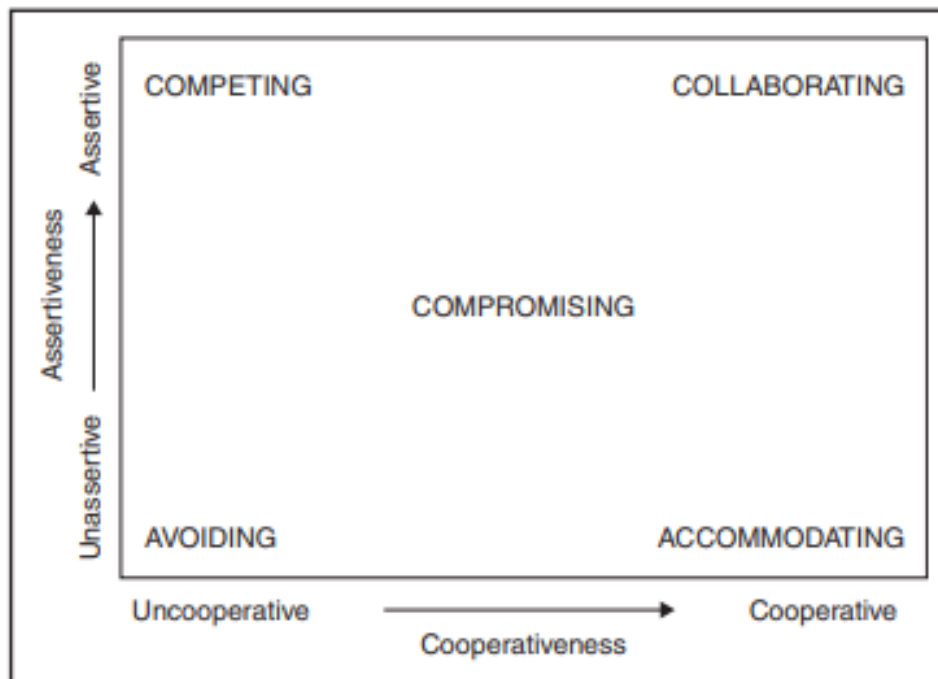 COMPETING
COLLABORATING
COMPROMISING
AVOIDING
ACCOMMODATING
Assertive
Assertiveness
Unassertive
Uncooperative
Cooperative
Cooperativeness